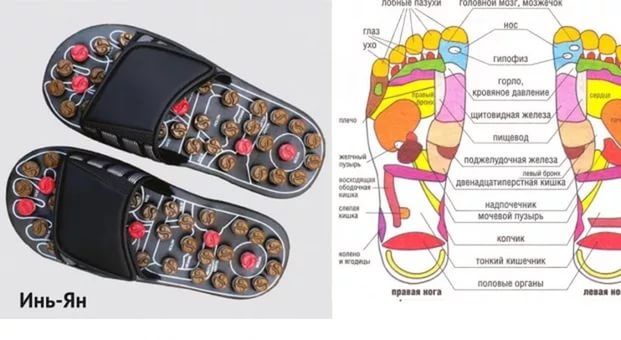 лобные пазухи
головной мозг, мозжечок
нос
глаз
ухо
гипофиз
горло,
кровяное давление
правый
бронх
сердце
плечо
щитовидная железа
пищевод
желчный
пузырь
поджелудочная железа
левый бронх
двенадцатиперстная кишка
восходящая
ободочная
кишка
надпочечник
мочевой пузырь
слепая
кишка
копчик
колено
и ягодицы
тонкий кишечник
половые органы
правая нога
левая но
Инь-Ян